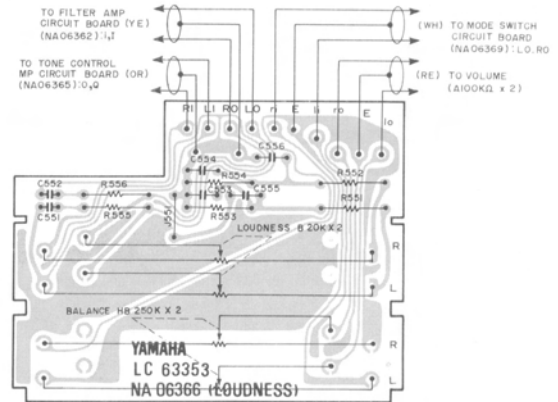 TO FILTER AMP
CIRCUIT BOARD (YE)
(NA06362): i, I
TO TONE CONTROL
MP CIRCUIT BOARD (OR)
(NA06365): O, Q
(WH) TO MODE SWITCH
CIRCUIT BOARD
(NA06369): LO, RO
(RE) TO VOLUME
(A100KΩ x 2)
RI LI RO LO ri E li ro E lo
C556
C554
R554
R552
C552
R556
C553
C555
R551
C551
R555
J551
R553
LOUDNESS B 20K X 2
R
L
BALANCE HB 250K X 2
YAMAHA
R
LC 63353
NA 06366 (LOUDNESS)
L